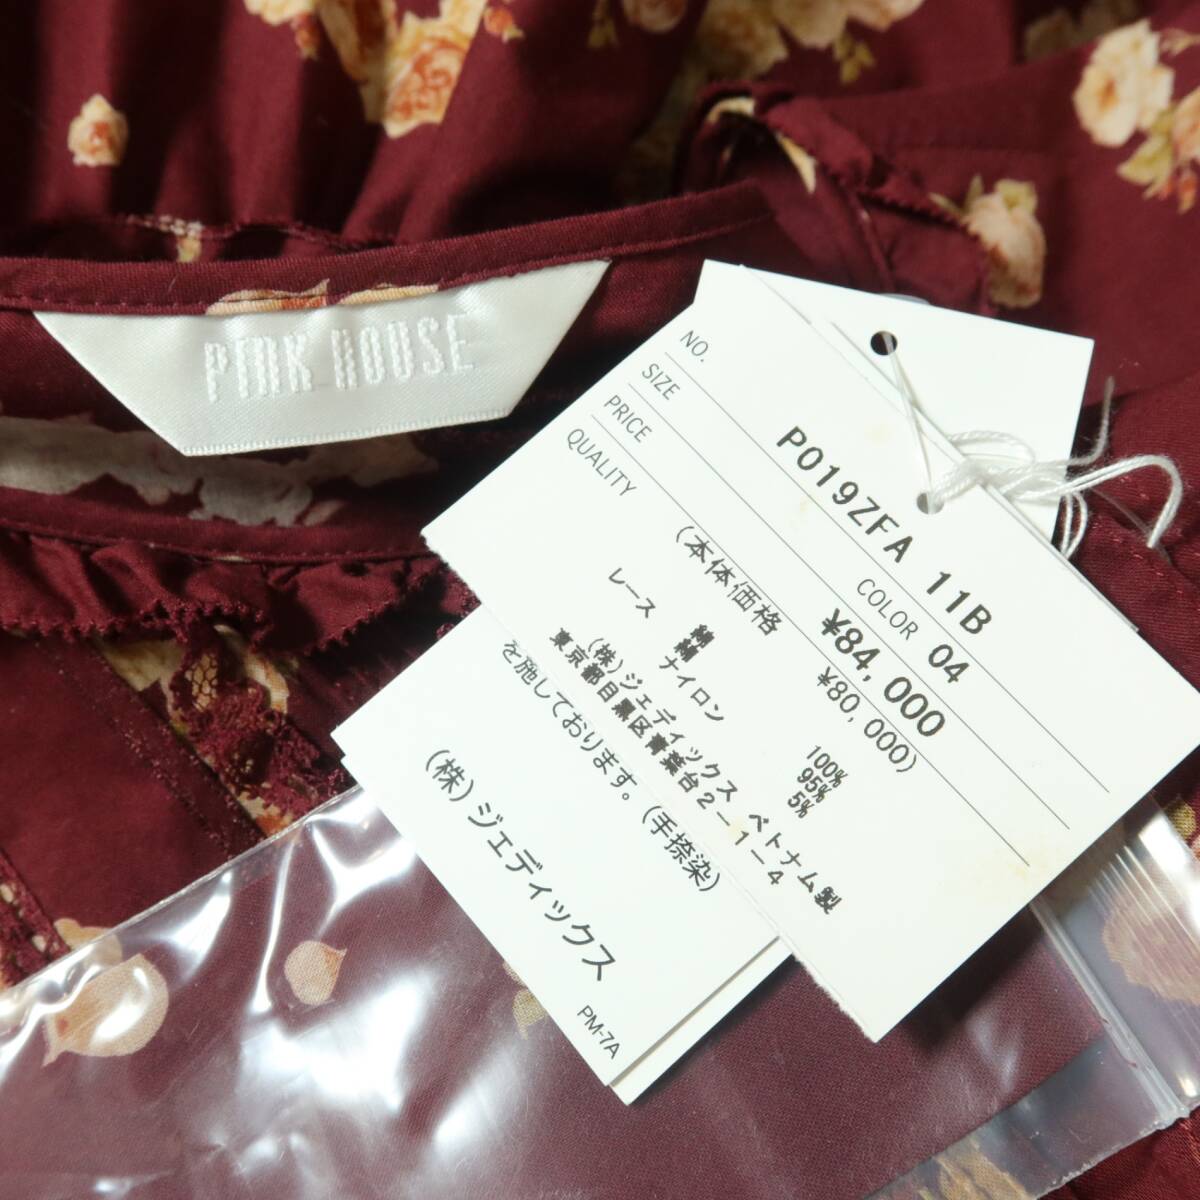 PINK HOUSE
NO. P019ZFA 11B
SIZE COLOR 04
PRICE ¥84,000
(本体価格 ¥80,000)
QUALITY
綿 100%
レース 綿 95%
ナイロン 5%
(株)ジェディックス ベトナム製
東京都目黒区青葉台2-1-4
を施しております。(手捺染)
(株)ジェディックス
PM-7A